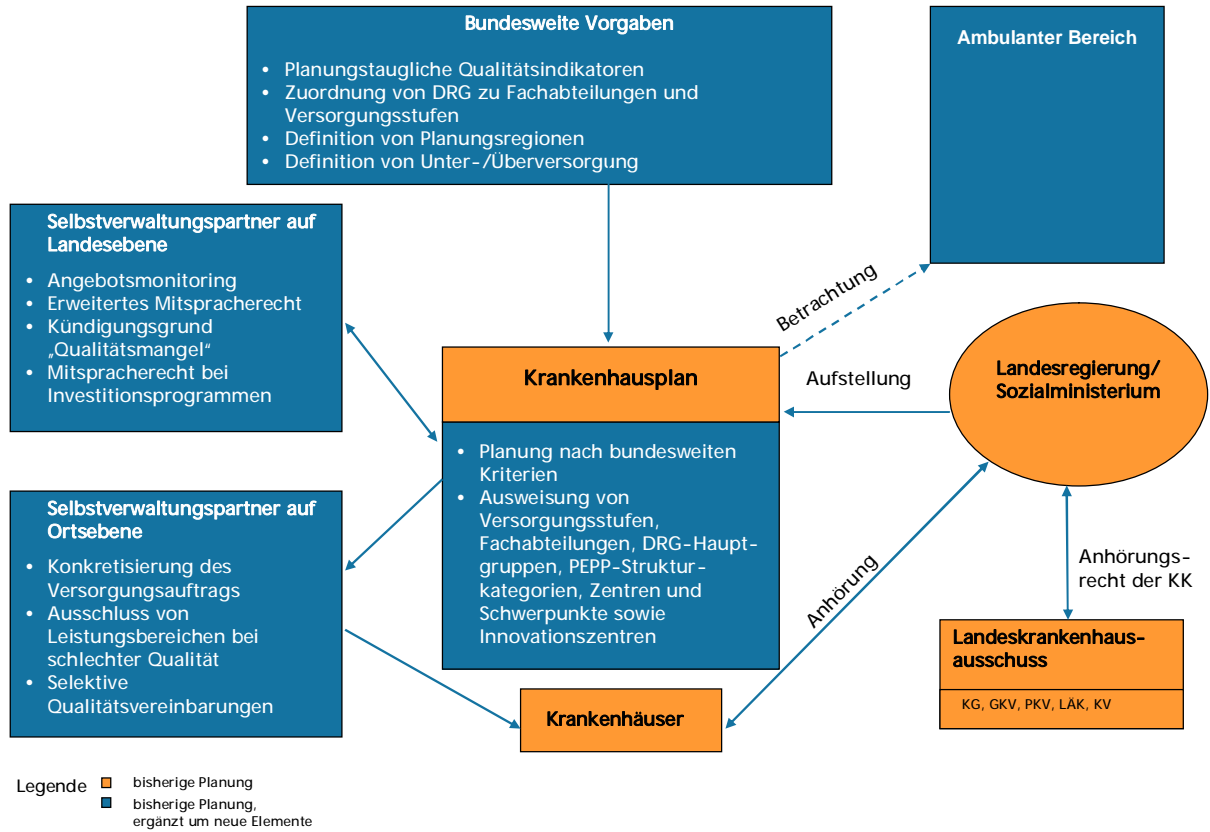 Bundesweite Vorgaben
• Planungstaugliche Qualitätsindikatoren
• Zuordnung von DRG zu Fachabteilungen und
Versorgungsstufen
• Definition von Planungsregionen
• Definition von Unter-/Überversorgung
Ambulanter Bereich
Selbstverwaltungspartner auf
Landesebene
• Angebotsmonitoring
• Erweitertes Mitspracherecht
• Kündigungsgrund
„Qualitätsmangel“
• Mitspracherecht bei
Investitionsprogrammen
Betrachtung
Krankenhausplan
Aufstellung
Landesregierung/
Sozialministerium
• Planung nach bundesweiten
Kriterien
• Ausweisung von
Versorgungsstufen,
Fachabteilungen, DRG-Haupt-
gruppen, PEPP-Struktur-
kategorien, Zentren und
Schwerpunkte sowie
Innovationszentren
Selbstverwaltungspartner auf
Ortsebene
• Konkretisierung des
Versorgungsauftrags
• Ausschluss von
Leistungsbereichen bei
schlechter Qualität
• Selektive
Qualitätsvereinbarungen
Anhörung
Anhörungs-
recht der KK
Landeskrankenhaus-
ausschuss
KG, GKV, PKV, LÄK, KV
Krankenhäuser
Legende
bisherige Planung
bisherige Planung,
ergänzt um neue Elemente